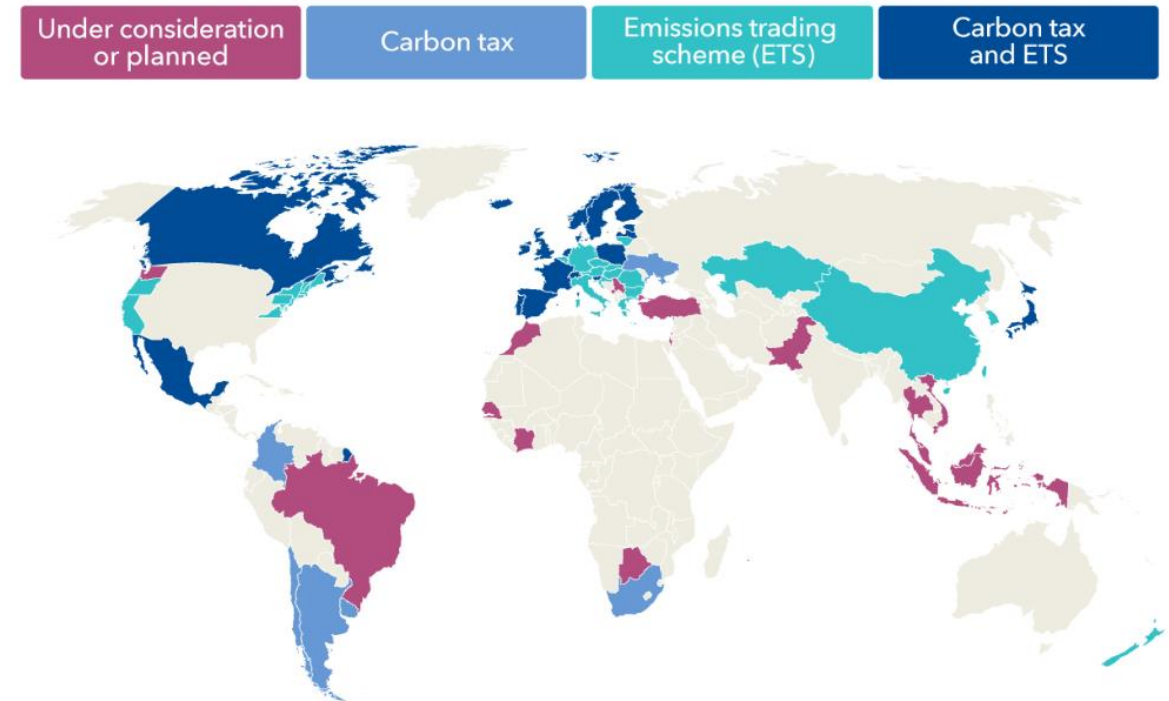 Under consideration
or planned
Carbon tax
Emissions trading
scheme (ETS)
Carbon tax
and ETS